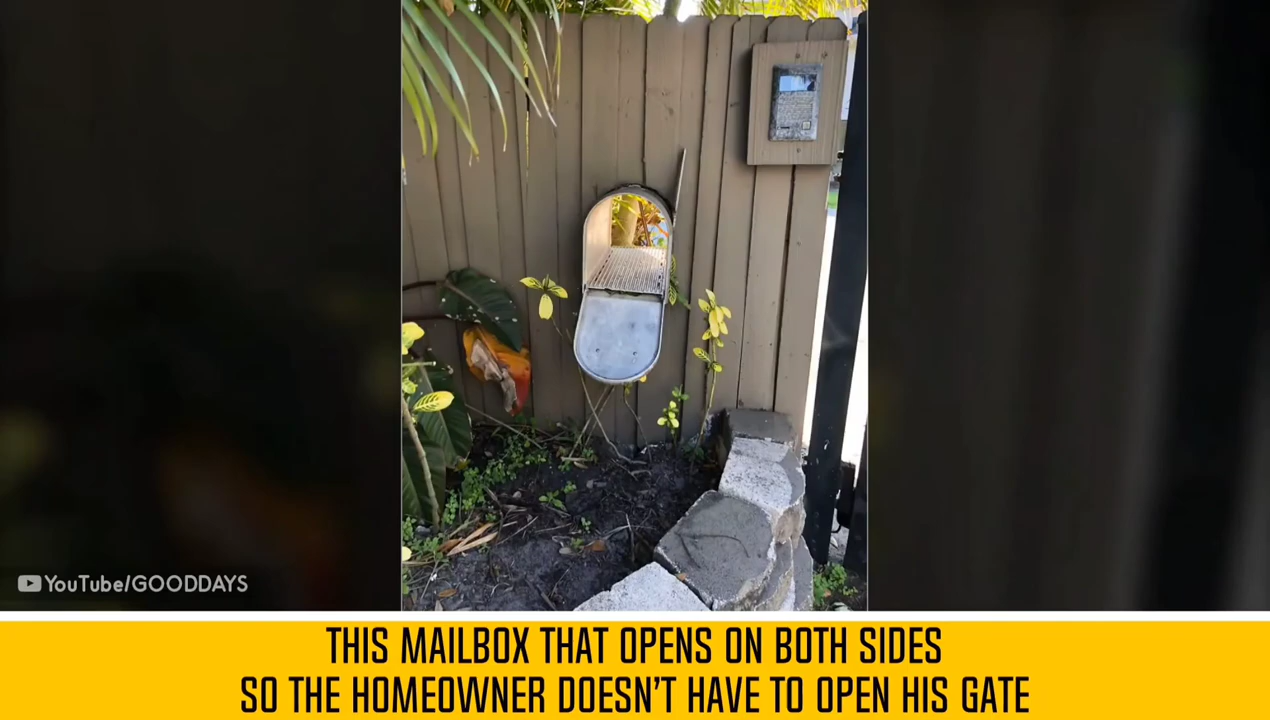 YouTube/GOODDAYS
THIS MAILBOX THAT OPENS ON BOTH SIDES
SO THE HOMEOWNER DOESN'T HAVE TO OPEN HIS GATE